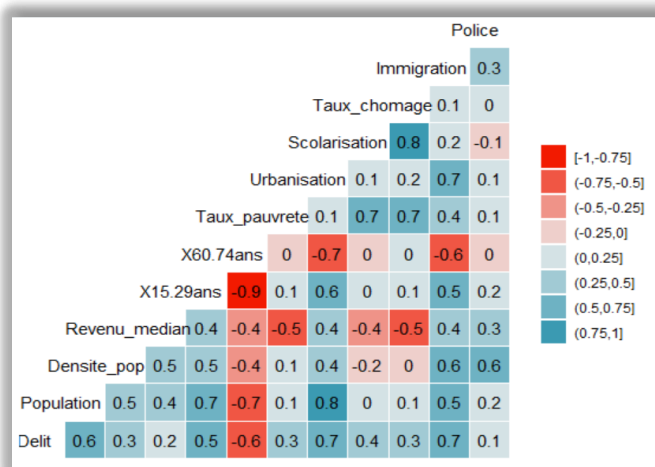 Police
Immigration 0.3
Taux_chomage 0.1 0
Scolarisation 0.8 0.2 -0.1
Urbanisation 0.1 0.2 0.7 0.1
Taux_pauvrete 0.1 0.7 0.7 0.4 0.1
X60.74ans 0 -0.7 0 0 -0.6 0
X15.29ans -0.9 0.1 0.6 0 0.1 0.5 0.2
Revenu_median 0.4 -0.4 -0.5 0.4 -0.4 -0.5 0.4 0.3
Densite_pop 0.5 0.5 -0.4 0.1 0.4 -0.2 0 0.6 0.6
Population 0.5 0.4 0.7 -0.7 0.1 0.8 0 0.1 0.5 0.2
Delit 0.6 0.3 0.2 0.5 -0.6 0.3 0.7 0.4 0.3 0.7 0.1
[-1,-0.75]
(-0.75,-0.5]
(-0.5,-0.25]
(-0.25,0]
(0,0.25]
(0.25,0.5]
(0.5,0.75]
(0.75,1]